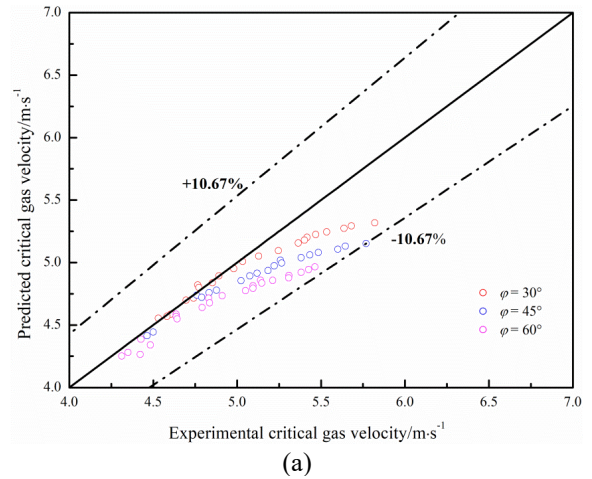 7.0
6.5
6.0
5.5
5.0
4.5
4.0
Predicted critical gas velocity/m·s⁻¹
+10.67%
-10.67%
φ = 30°
φ = 45°
φ = 60°
4.0 4.5 5.0 5.5 6.0 6.5 7.0
Experimental critical gas velocity/m·s⁻¹
(a)